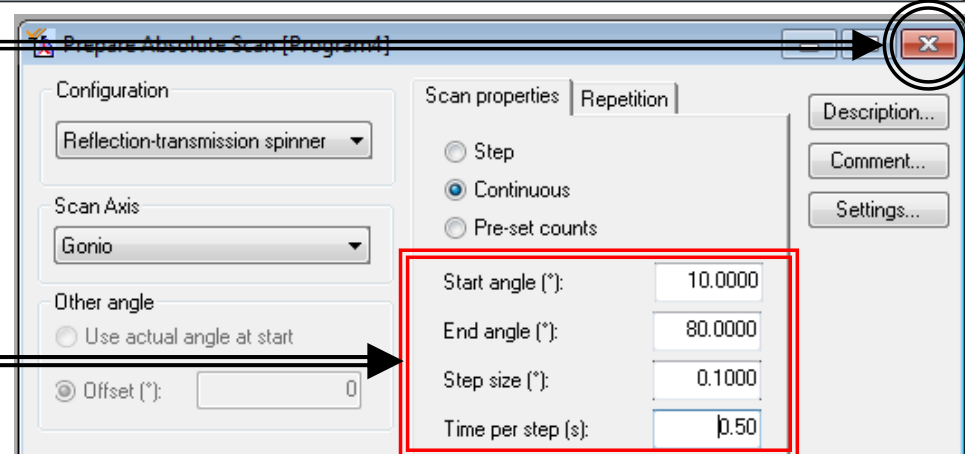 Prepare Absolute Scan [Program4]
Configuration
Reflection-transmission spinner
Scan Axis
Gonio
Other angle
Use actual angle at start
Offset (°): 0
Scan properties Repetition
Step
Continuous
Pre-set counts
Start angle (°): 10.0000
End angle (°): 80.0000
Step size (°): 0.1000
Time per step (s): 0.50
Description...
Comment...
Settings...